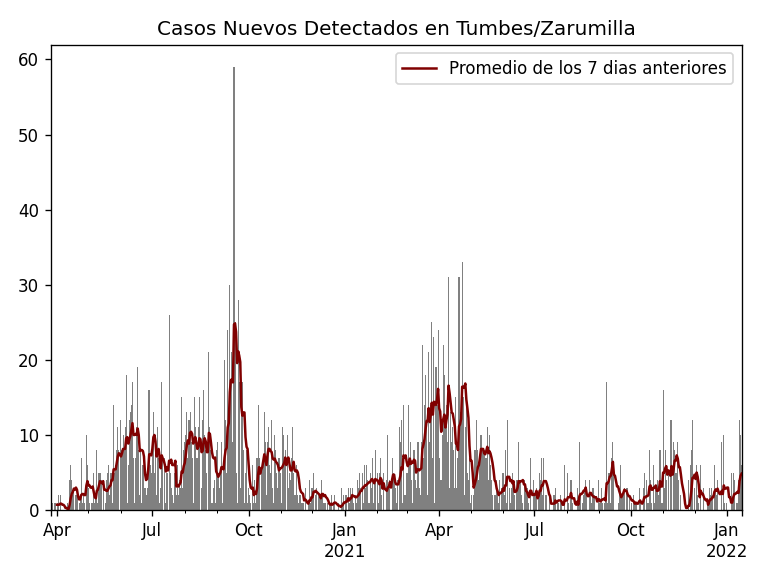 Casos Nuevos Detectados en Tumbes/Zarumilla
Promedio de los 7 dias anteriores
60
50
40
30
20
10
0
Apr Jul Oct Jan Apr Jul Oct Jan
2021 2022